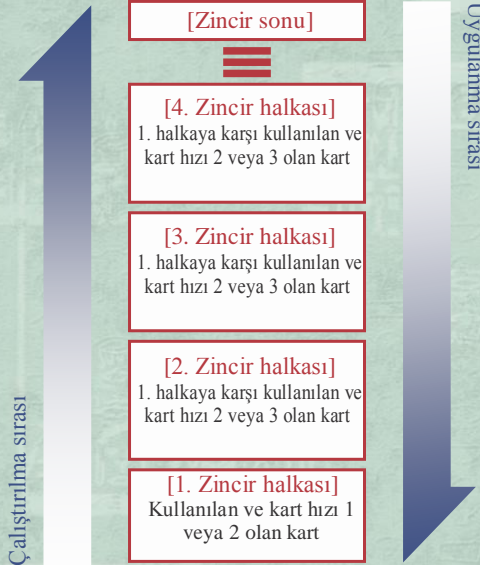 [Zincir sonu]
[4. Zincir halkası]
1. halkaya karşı kullanılan ve
kart hızı 2 veya 3 olan kart
[3. Zincir halkası]
1. halkaya karşı kullanılan ve
kart hızı 2 veya 3 olan kart
[2. Zincir halkası]
1. halkaya karşı kullanılan ve
kart hızı 2 veya 3 olan kart
[1. Zincir halkası]
Kullanılan ve kart hızı 1
veya 2 olan kart
Çalıştırılma sırası
Uygulanma sırası